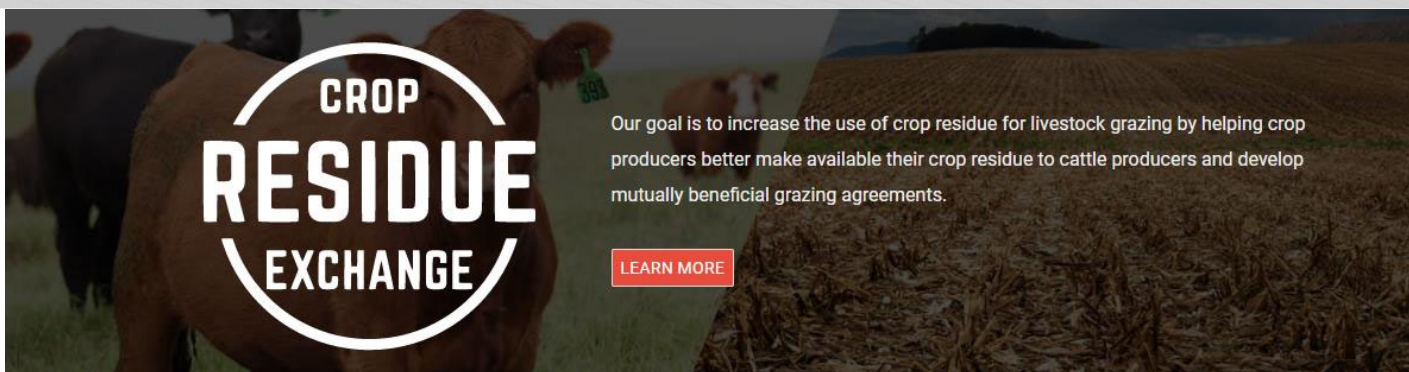 CROP
RESIDUE
EXCHANGE
Our goal is to increase the use of crop residue for livestock grazing by helping crop
producers better make available their crop residue to cattle producers and develop
mutually beneficial grazing agreements.
LEARN MORE